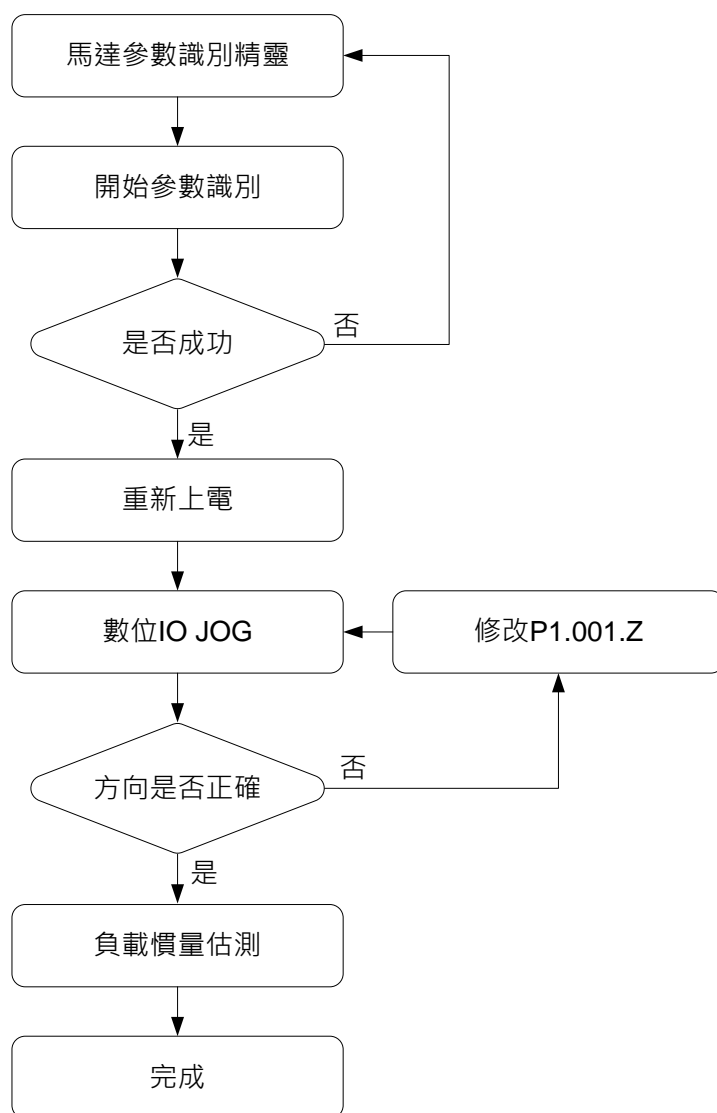 馬達參數識別精靈
開始參數識別
是否成功
否
是
重新上電
數位IO JOG
修改P1.001.Z
方向是否正確
否
是
負載慣量估測
完成